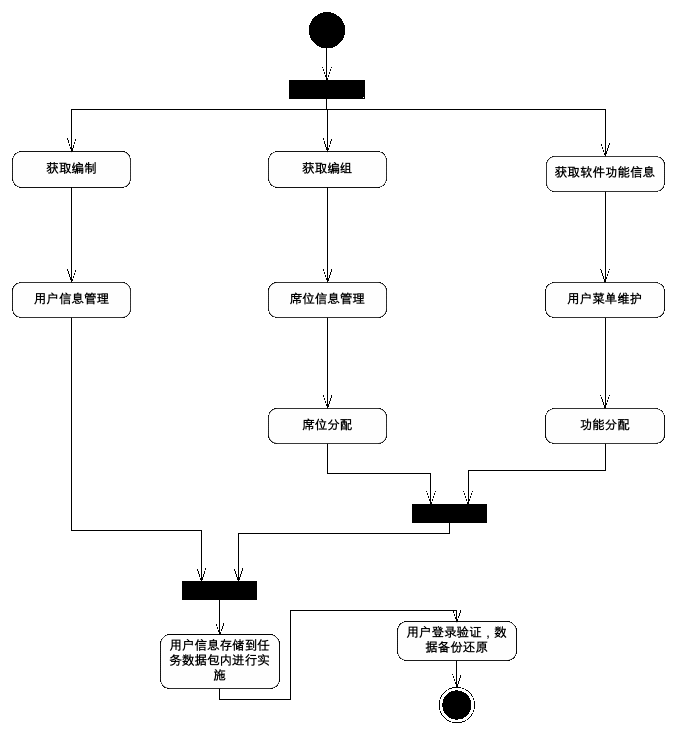 获取编制
获取编组
获取软件功能信息
用户信息管理
席位信息管理
用户菜单维护
席位分配
功能分配
用户信息存储到任
务数据包内进行实
施
用户登录验证，数
据备份还原